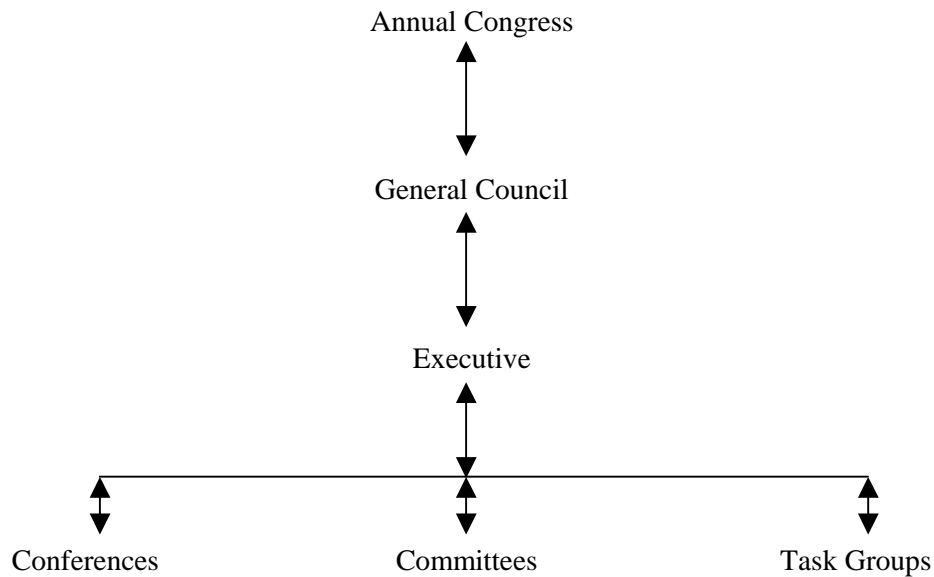 Annual Congress
General Council
Executive
Conferences Committees Task Groups